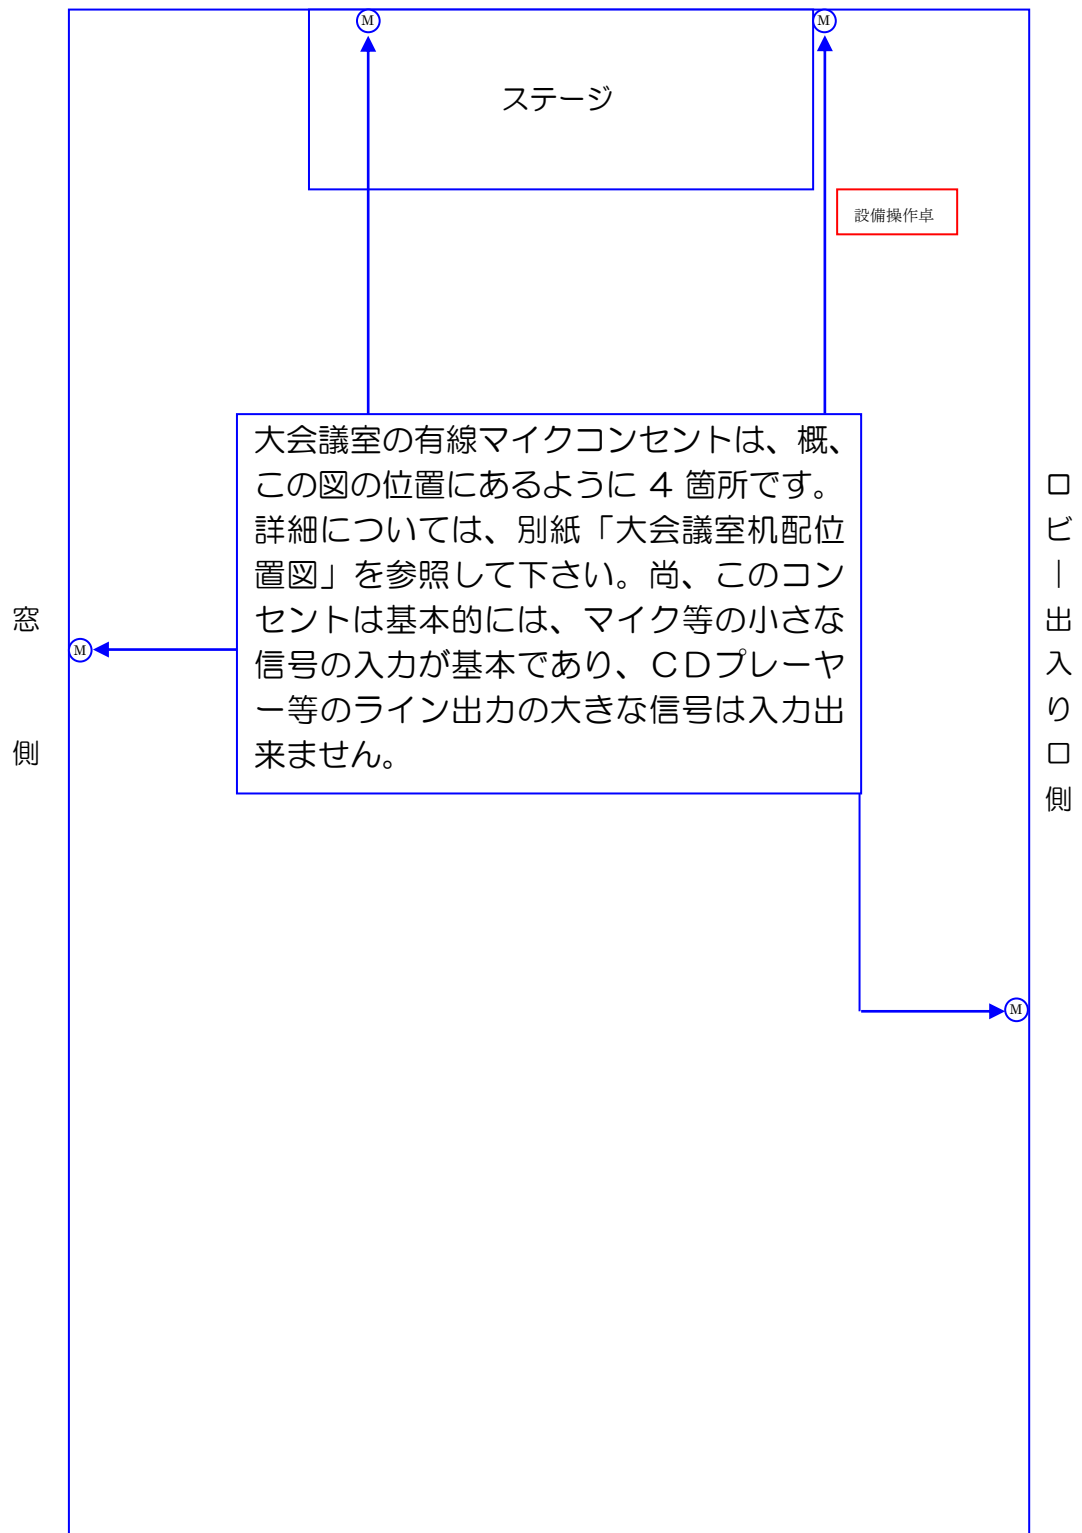 M
M
ステージ
設備操作卓
大会議室の有線マイクコンセントは、概、
この図の位置にあるように 4 箇所です。
詳細については、別紙「大会議室机配位
置図」を参照して下さい。尚、このコン
セントは基本的には、マイク等の小さな
信号の入力が基本であり、CDプレーヤ
ー等のライン出力の大きな信号は入力出
来ません。
窓側
M
ロビー出入り口側
M